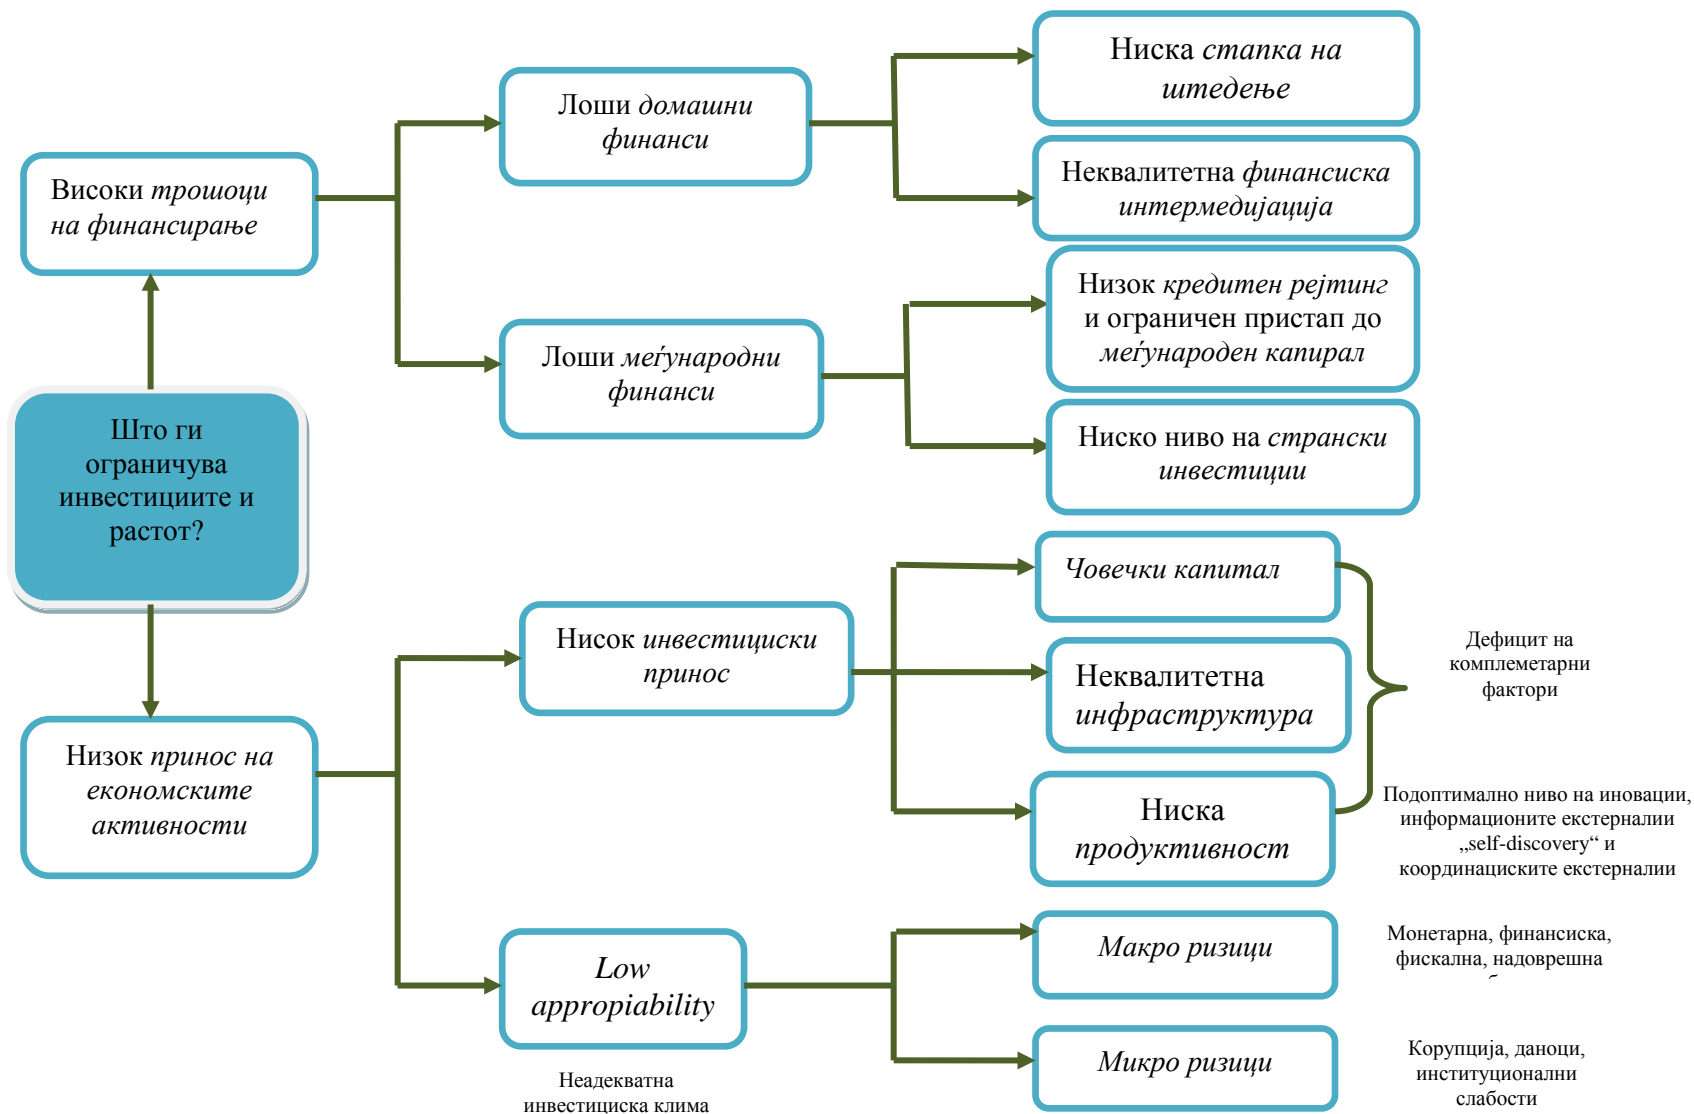 Ниска стапка на
штедење
Лоши домашни
финанси
Неквалитетна финансиска
интермедијација
Високи трошоци
на финансирање
Низок кредитен рејтинг
и ограничен пристап до
меѓународен капирал
Лоши меѓународни
финанси
Ниско ниво на странски
инвестиции
Што ги
ограничува
инвестициите и
растот?
Човечки капитал
Нисок инвестициски
принос
Неквалитетна
инфраструктура
Дефицит на
комплеметарни
фактори
Низок принос на
економските
активности
Ниска
продуктивност
Подоптимално ниво на иновации,
информационите екстерналии
„self-discovery“ и
координациските екстерналии
Low
appropiability
Макро ризици
Монетарна, финансиска,
фискална, надоврешна
Микро ризици
Корупција, даноци,
институционални
слабости
Неадекватна
инвестициска клима